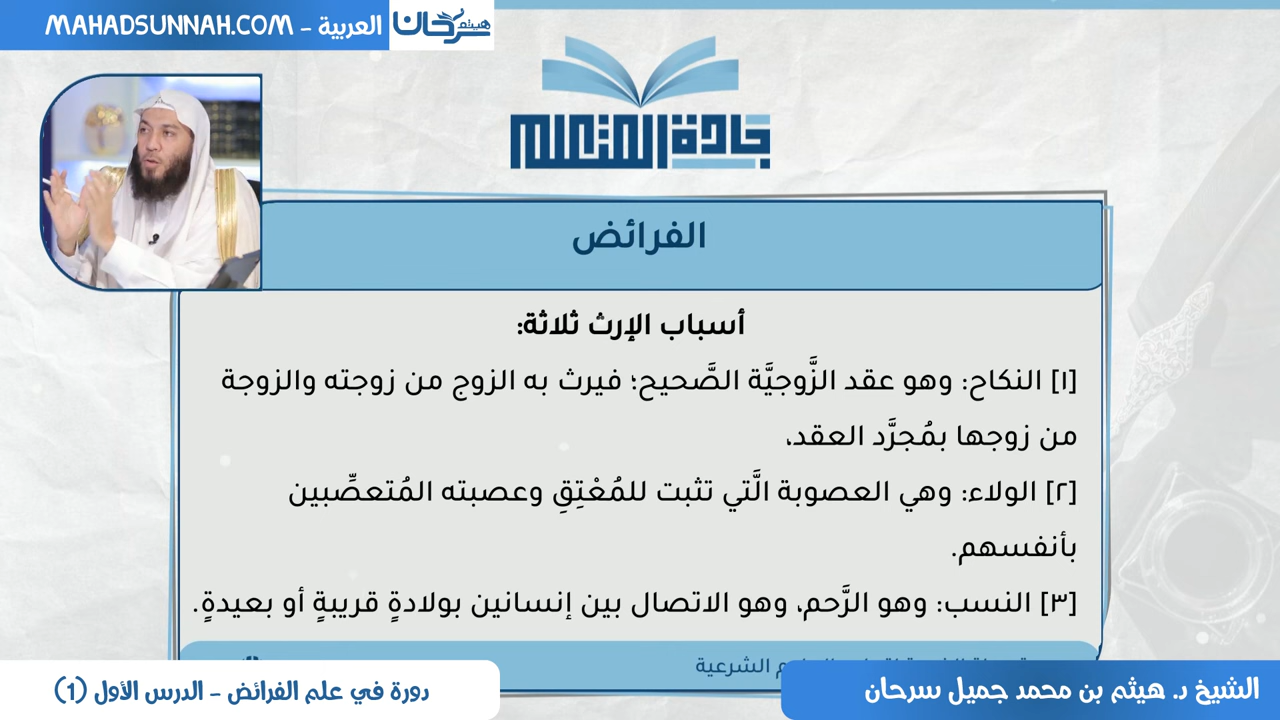 العربية - MAHADSUNNAH.COM
هيثم سرحان
جادة المتعلم
الفرائض
أسباب الإرث ثلاثة:
[١] النكاح: وهو عقد الزَّوجيَّة الصَّحيح؛ فيرث به الزوج من زوجته والزوجة
من زوجها بمُجرَّد العقد،
[٢] الولاء: وهي العصوبة الَّتي تثبت للمُعْتِقِ وعصبته المُتعصِّبين
بأنفسهم.
[٣] النسب: وهو الرَّحم، وهو الاتصال بين إنسانين بولادةٍ قريبةٍ أو بعيدةٍ.
الشرعية
الشيخ د. هيثم بن محمد جميل سرحان
دورة في علم الفرائض - الدرس الأول (1)